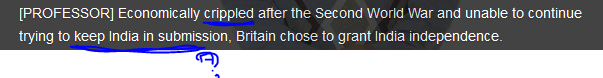 [PROFESSOR] Economically crippled after the Second World War and unable to continue
trying to keep India in submission, Britain chose to grant India independence.
(A)?